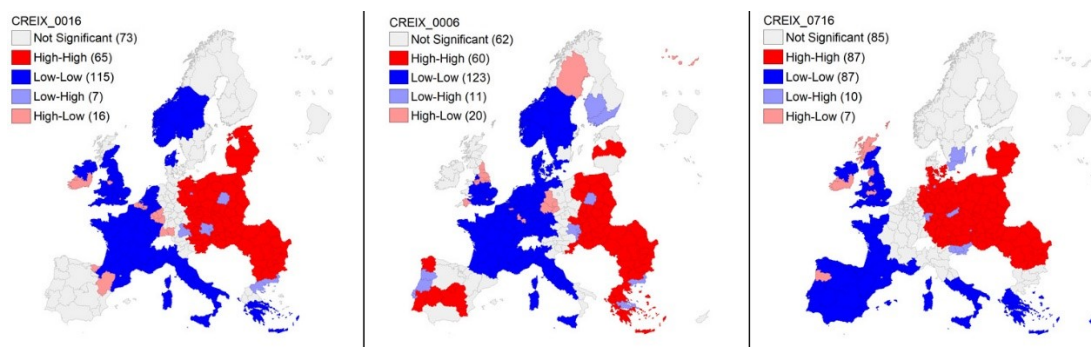 CREIX_0016
Not Significant (73)
High-High (65)
Low-Low (115)
Low-High (7)
High-Low (16)
CREIX_0006
Not Significant (62)
High-High (60)
Low-Low (123)
Low-High (11)
High-Low (20)
CREIX_0716
Not Significant (85)
High-High (87)
Low-Low (87)
Low-High (10)
High-Low (7)